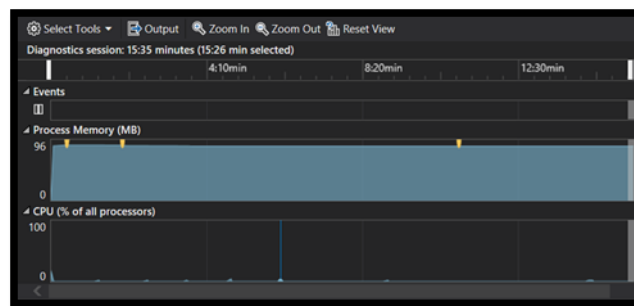 Select Tools Output Zoom In Zoom Out Reset View
Diagnostics session: 15:35 minutes (15:26 min selected)
4:10min 8:20min 12:30min
Events
Process Memory (MB)
96
0
CPU (% of all processors)
100
0